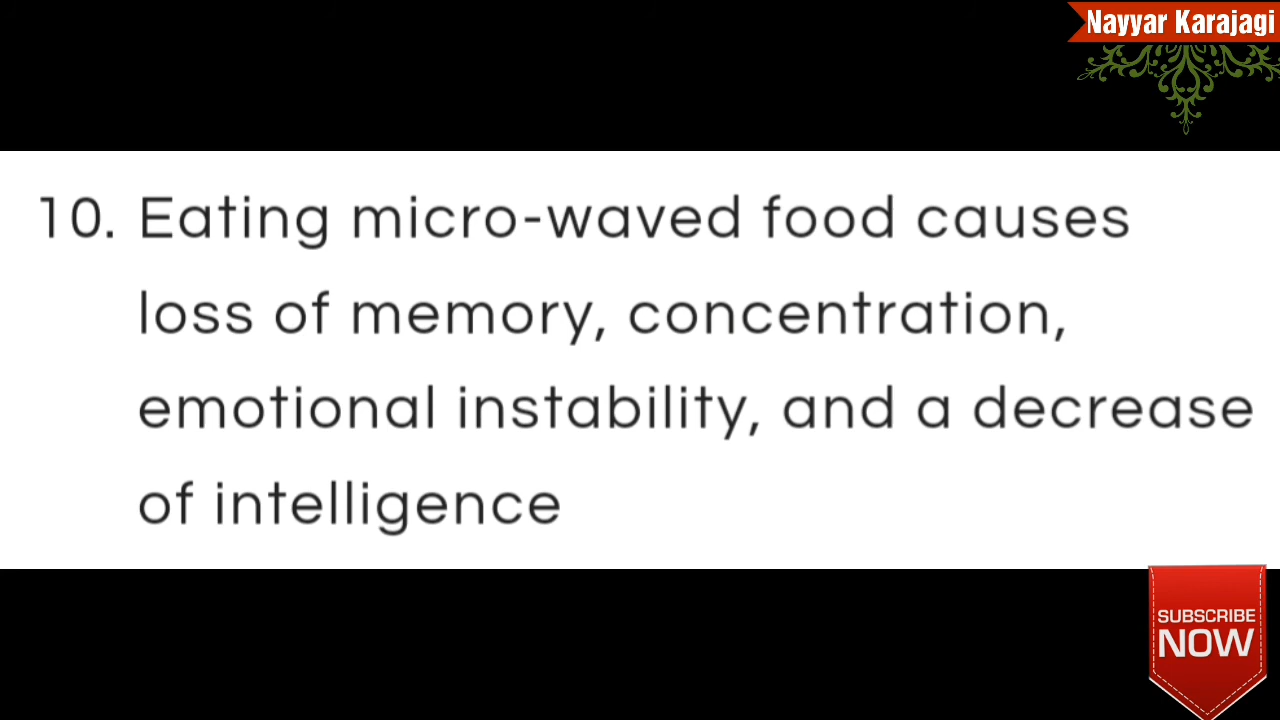 Nayyar Karajagi
10. Eating micro-waved food causes
loss of memory, concentration,
emotional instability, and a decrease
of intelligence
SUBSCRIBE
NOW